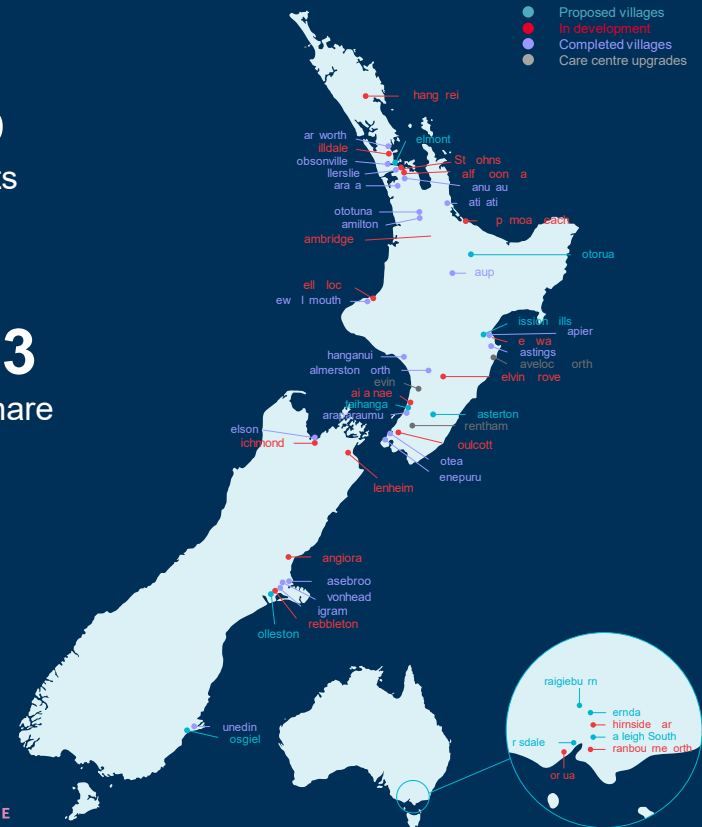 Proposed villages
In development
Completed villages
Care centre upgrades
hang rei
ar worth
elmont
illdale
obsonville
St ohns
llerslie
alf oon a
ara a
anu au
ati ati
ototuna
amilton
p moa each
ambridge
otorua
aup
ell loc
ew l mouth
ission ills
apier
e wa
astings
aveloc orth
hanganui
almerston orth
elvin rove
evin
ai a nae
taihanga
araparaumu
asterton
rentham
elson
ichmond
oulcott
otea
enepuru
lenheim
angiora
asebroo
vonhead
igram
rebbleton
olleston
unedin
osgiel
raigiebu rn
ernda
hirnside ar
a leigh South
r sdale
ranbou rne orth
or ua
3
hare
ts
E